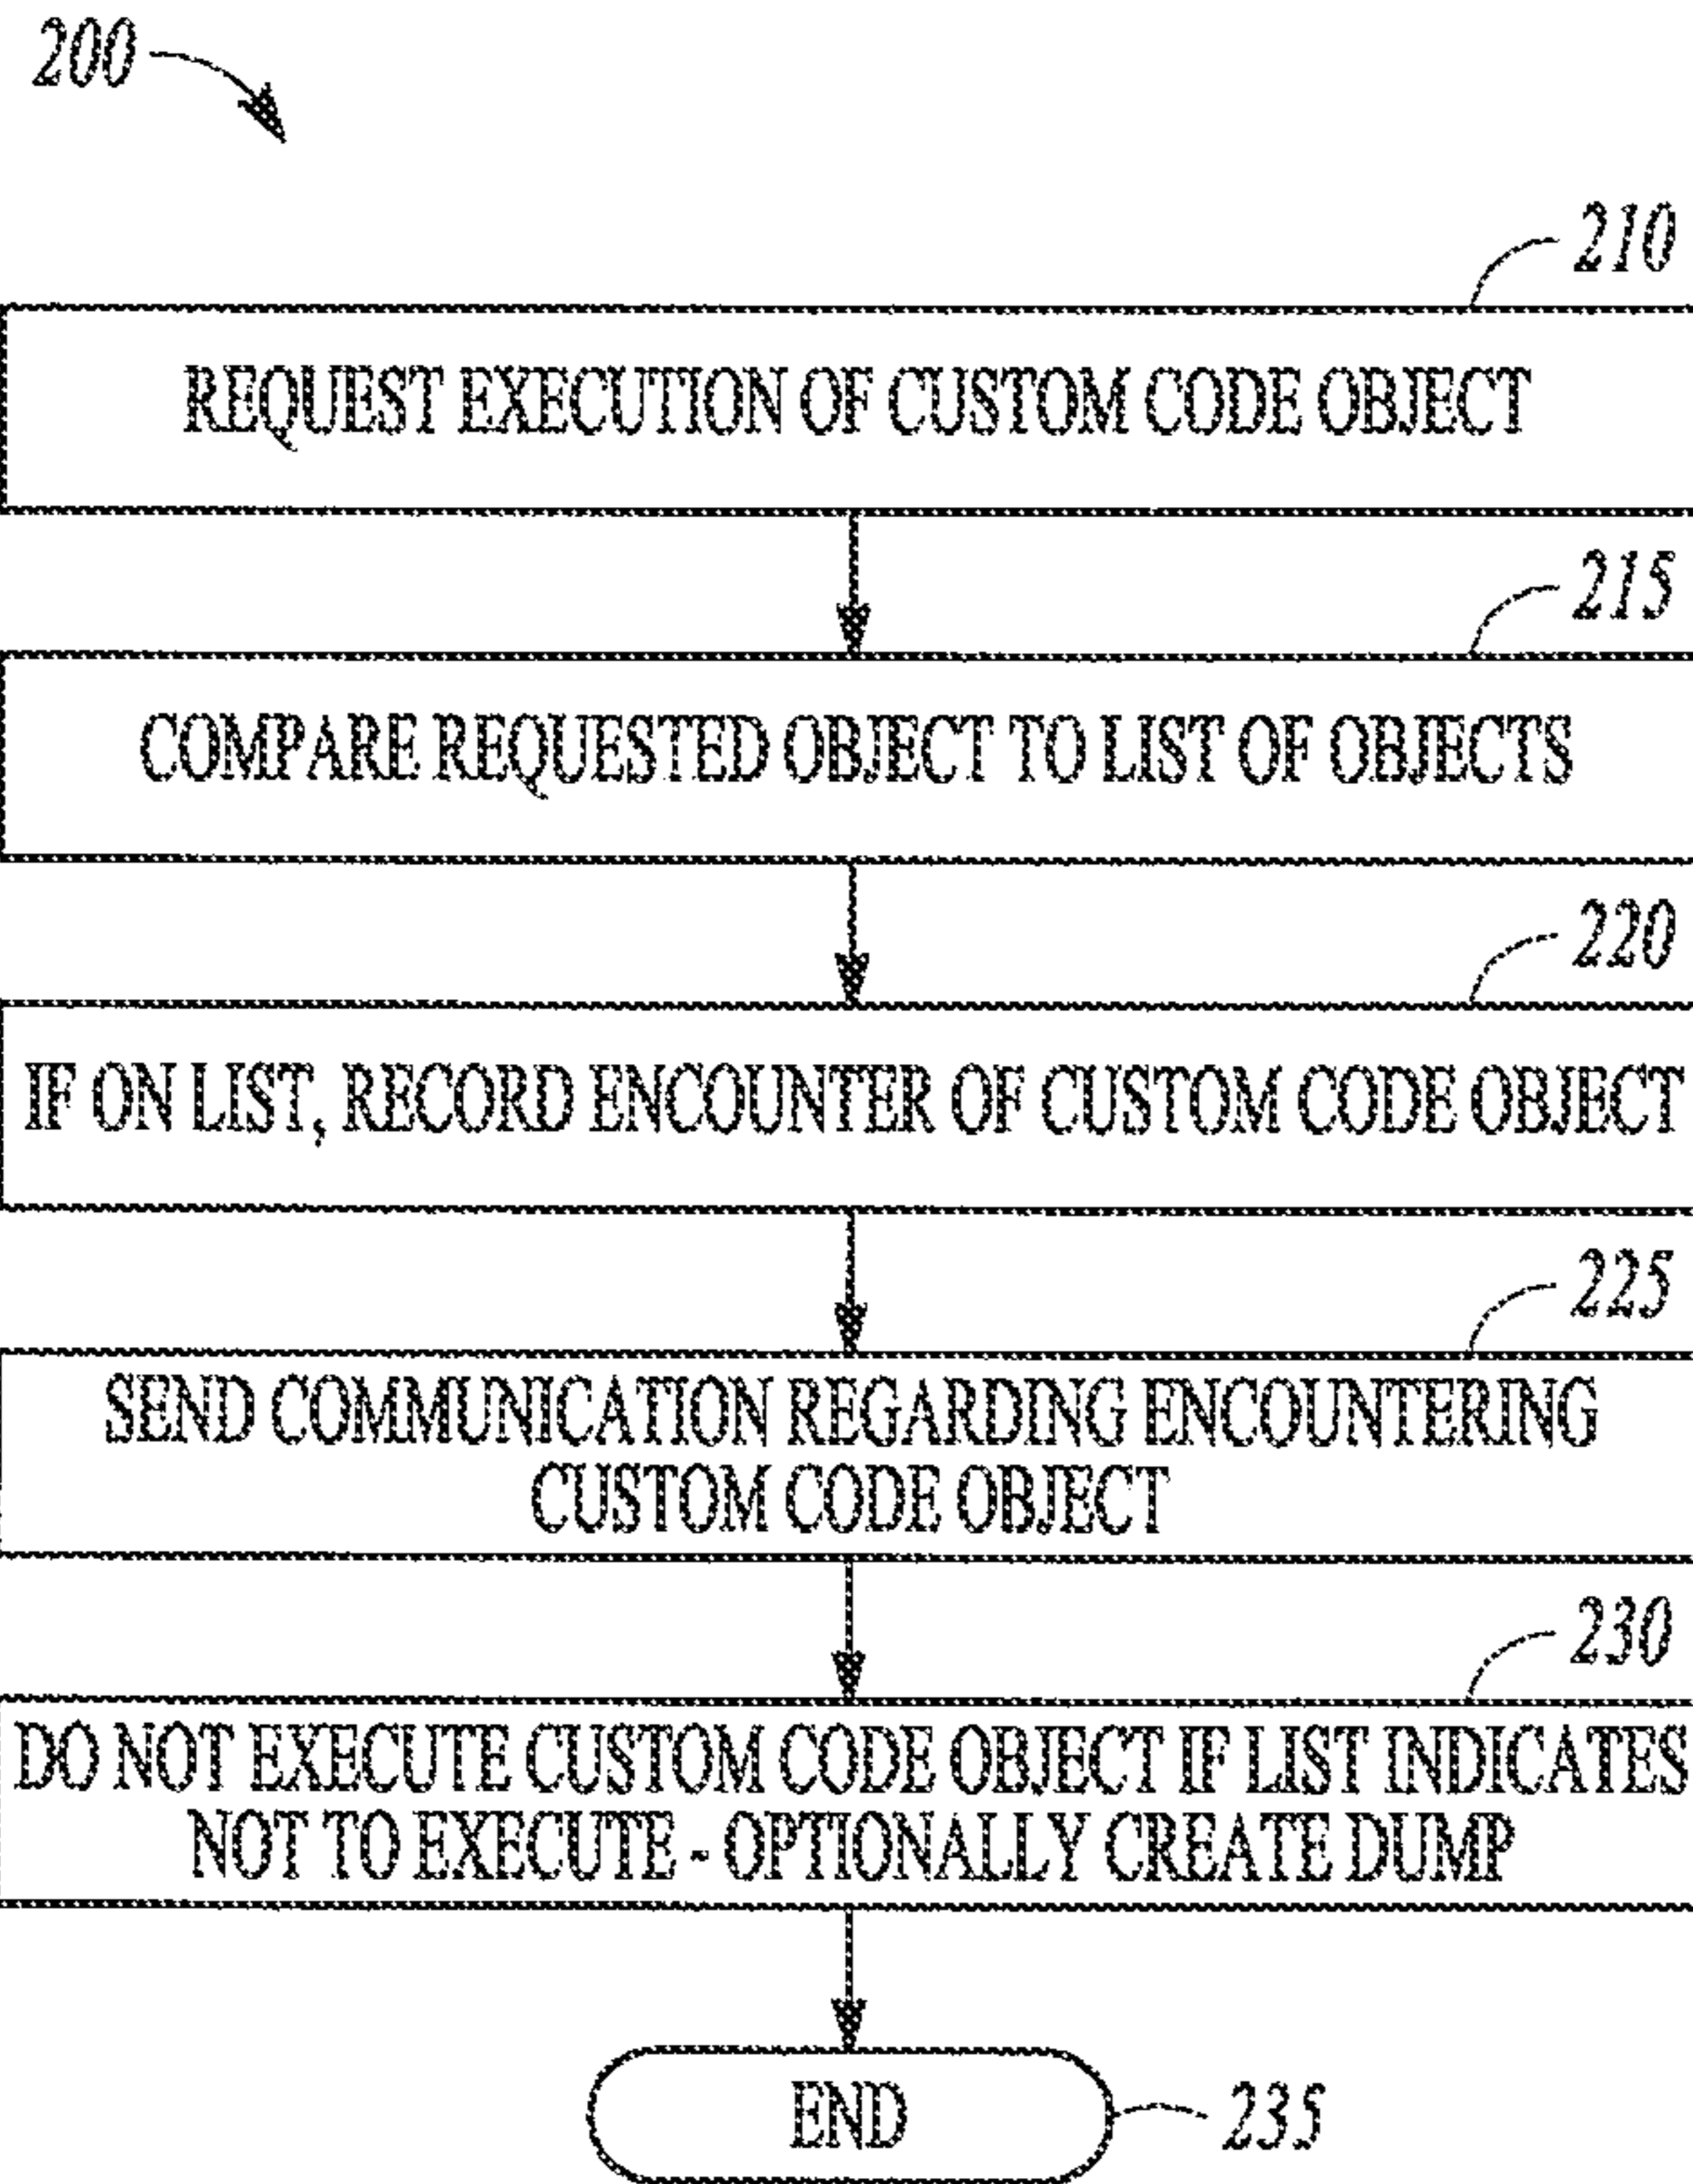 200
210
REQUEST EXECUTION OF CUSTOM CODE OBJECT
215
COMPARE REQUESTED OBJECT TO LIST OF OBJECTS
220
IF ON LIST, RECORD ENCOUNTER OF CUSTOM CODE OBJECT
225
SEND COMMUNICATION REGARDING ENCOUNTERING
CUSTOM CODE OBJECT
230
DO NOT EXECUTE CUSTOM CODE OBJECT IF LIST INDICATES
NOT TO EXECUTE - OPTIONALLY CREATE DUMP
END
235